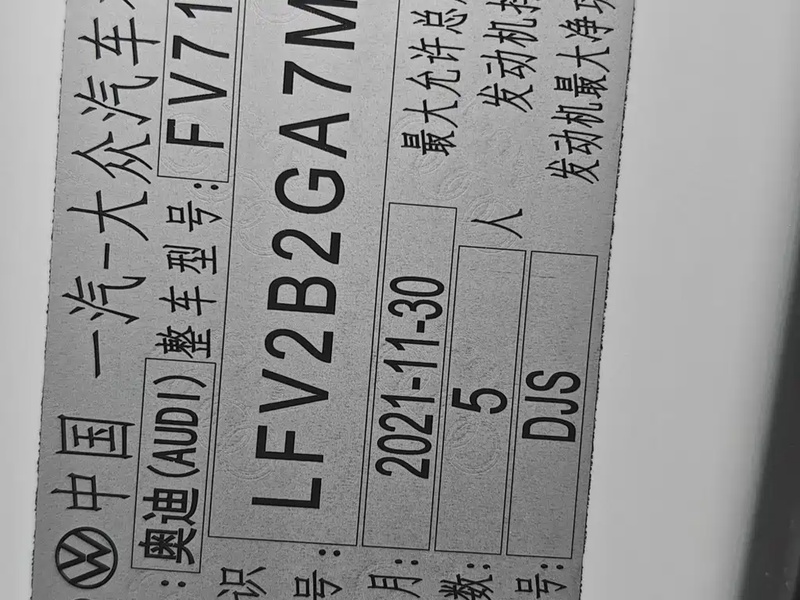 中国 一汽-大众汽车
奥迪(AUDI) 整车型号: FV71
识
号: LFV2B2GA7M
最大允许总
月: 2021-11-30
发动机
数: 5 人
发动机最大净功
号: DJS